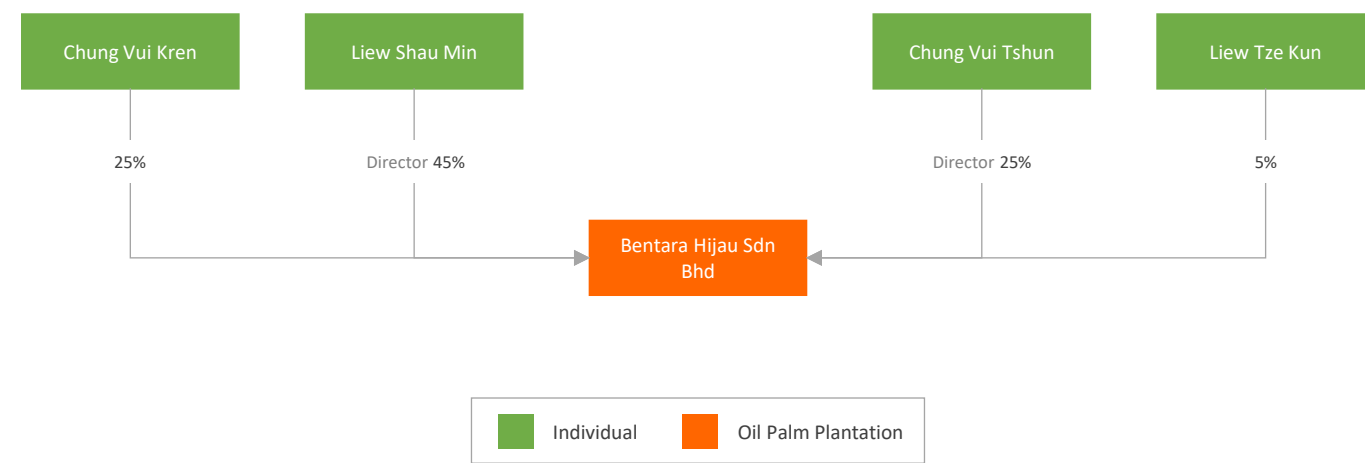 Chung Vui Kren
Liew Shau Min
Chung Vui Tshun
Liew Tze Kun
25%
Director 45%
Director 25%
5%
Bentara Hijau Sdn
Bhd
Individual
Oil Palm Plantation